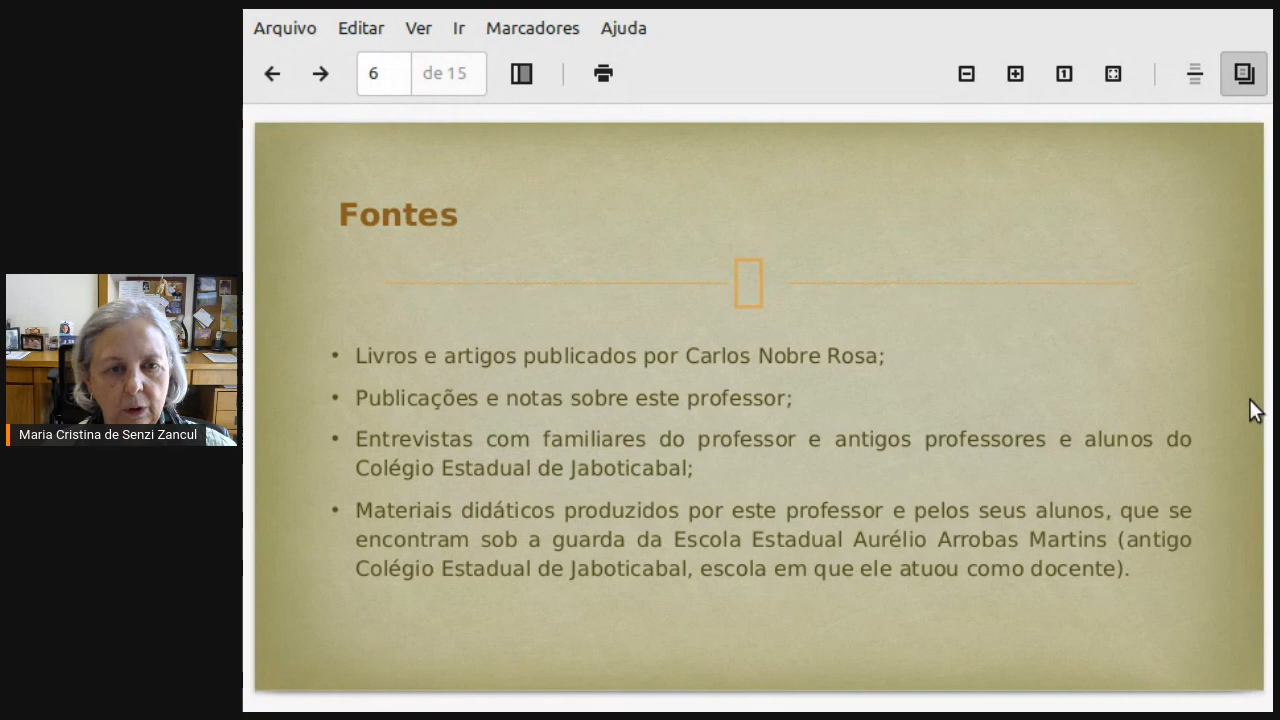 Arquivo Editar Ver Ir Marcadores Ajuda
6 de 15
1
Fontes
• Livros e artigos publicados por Carlos Nobre Rosa;
• Publicações e notas sobre este professor;
• Entrevistas com familiares do professor e antigos professores e alunos do
Colégio Estadual de Jaboticabal;
• Materiais didáticos produzidos por este professor e pelos seus alunos, que se
encontram sob a guarda da Escola Estadual Aurélio Arrobas Martins (antigo
Colégio Estadual de Jaboticabal, escola em que ele atuou como docente).
Maria Cristina de Senzi Zancul